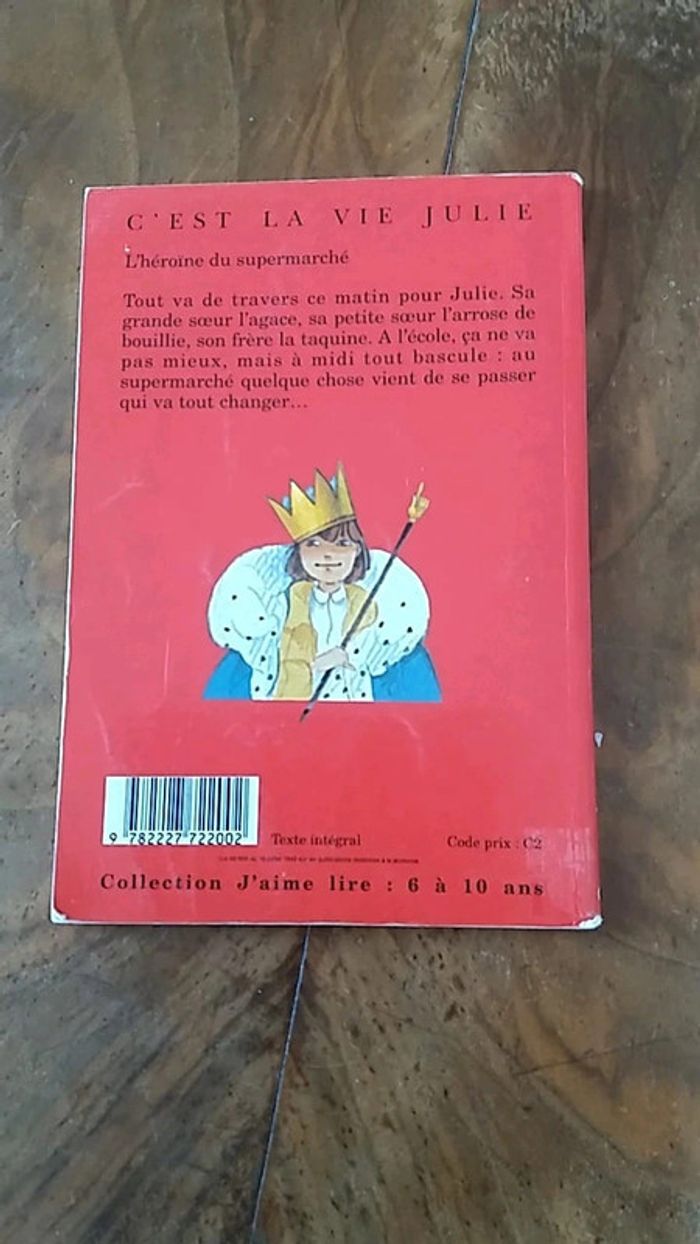 C'EST LA VIE JULIE
L'héroïne du supermarché
Tout va de travers ce matin pour Julie. Sa
grande sœur l'agace, sa petite sœur l'arrose de
bouillie, son frère la taquine. A l'école, ça ne va
pas mieux, mais à midi tout bascule : au
supermarché quelque chose vient de se passer
qui va tout changer...
9 782227 722002
Texte intégral
Code prix : C2
Collection J'aime lire : 6 à 10 ans